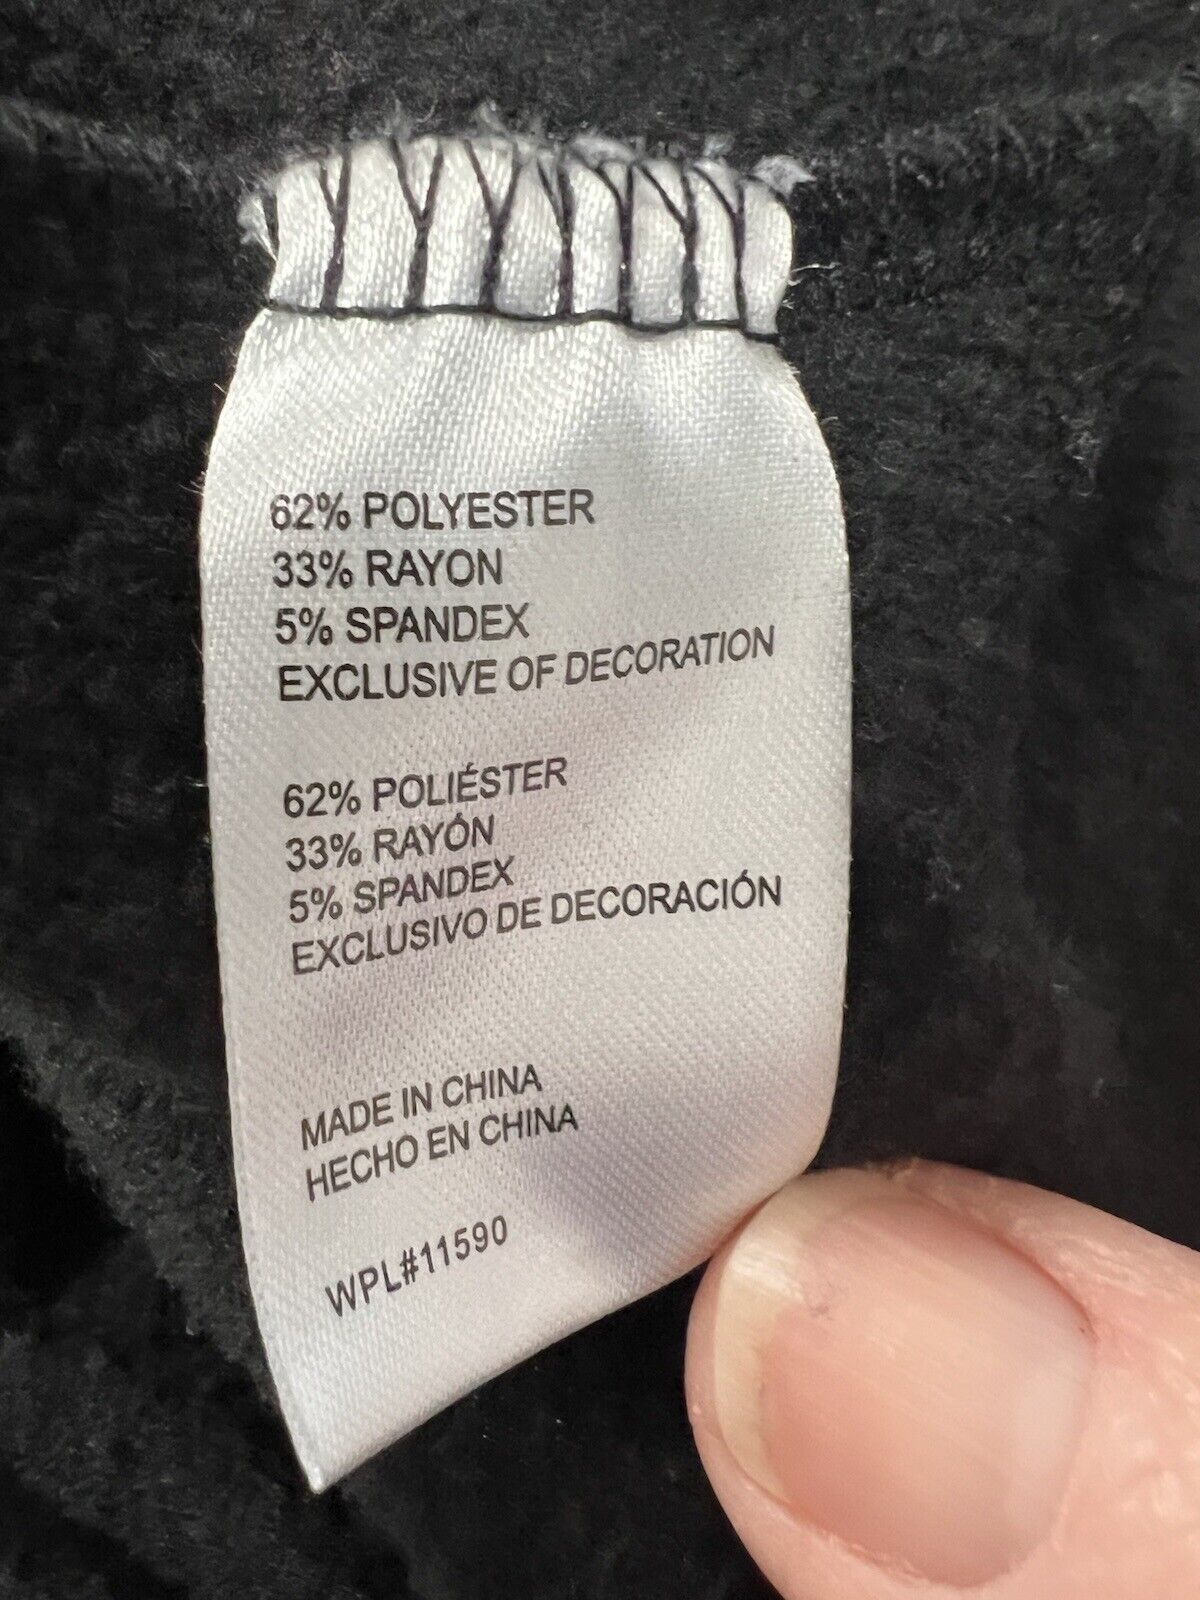 62% POLYESTER
33% RAYON
5% SPANDEX
EXCLUSIVE OF DECORATION
62% POLIÉSTER
33% RAYÓN
5% SPANDEX
EXCLUSIVO DE DECORACIÓN
MADE IN CHINA
HECHO EN CHINA
WPL#11590